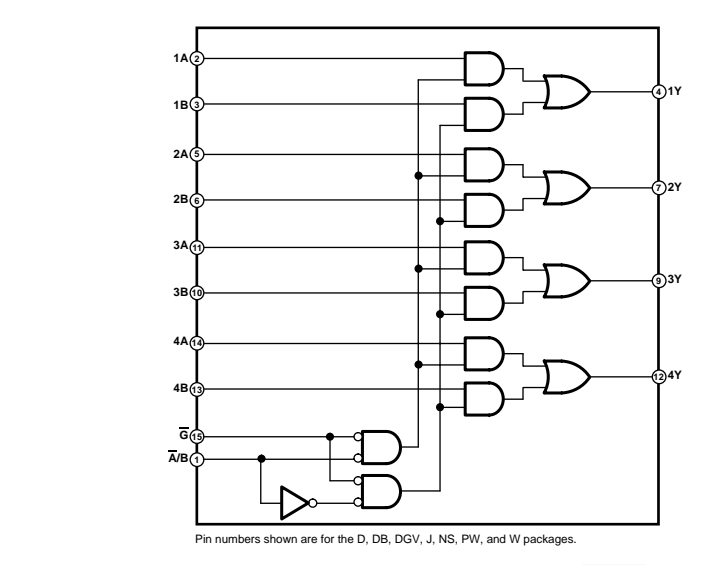 1A 2
4 1Y
1B 3
2A 5
7 2Y
2B 6
3A 11
9 3Y
3B 10
4A 14
12 4Y
4B 13
G̅ 15
A̅/B 1
Pin numbers shown are for the D, DB, DGV, J, NS, PW, and W packages.